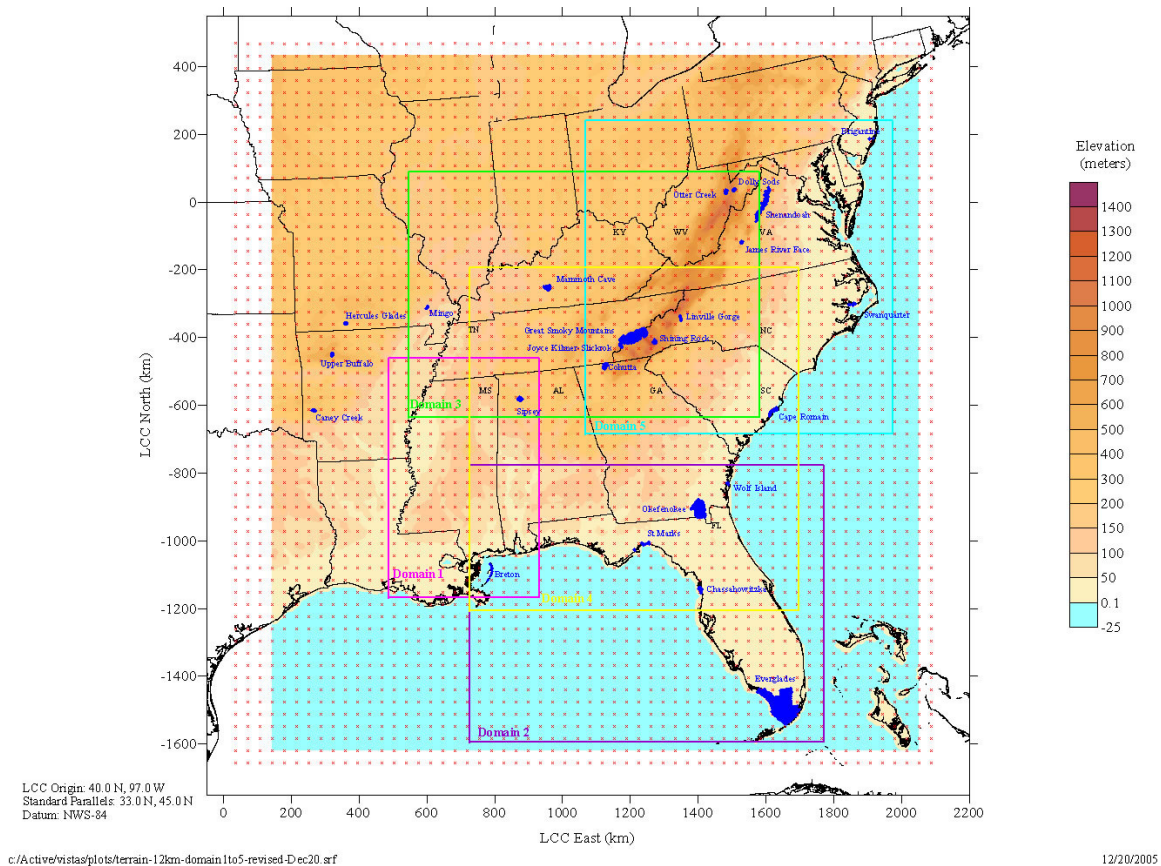 400
200
0
-200
-400
-600
-800
-1000
-1200
-1400
-1600
LCC North (km)
0
200
400
600
800
1000
1200
1400
1600
1800
2000
2200
LCC East (km)
Brigantine
Dolly Sods
Otter Creek
Shenandoah
KY
WV
VA
James River Face
Mammoth Cave
Mingo
Hercules Glades
Swanquarter
Linville Gorge
TN
Great Smoky Mountains
NC
Shining Rock
Joyce Kilmer-Slickrock
Upper Buffalo
Cohutta
MS
AL
GA
SC
Domain 3
Sipsey
Caney Creek
Cape Romain
Domain 5
Wolf Island
Okefenokee
FL
St Marks
Domain 1
Breton
Chassahowitzka
Everglades
Domain 2
Elevation
(meters)
1400
1300
1200
1100
1000
900
800
700
600
500
400
300
200
150
100
50
0.1
-25
LCC Origin: 40.0 N, 97.0 W
Standard Parallels: 33.0 N, 45.0 N
Datum: NWS-84
c:/Active/vistas/plots/terrain-12km-domain1to5-revised-Dec20.srf
12/20/2005